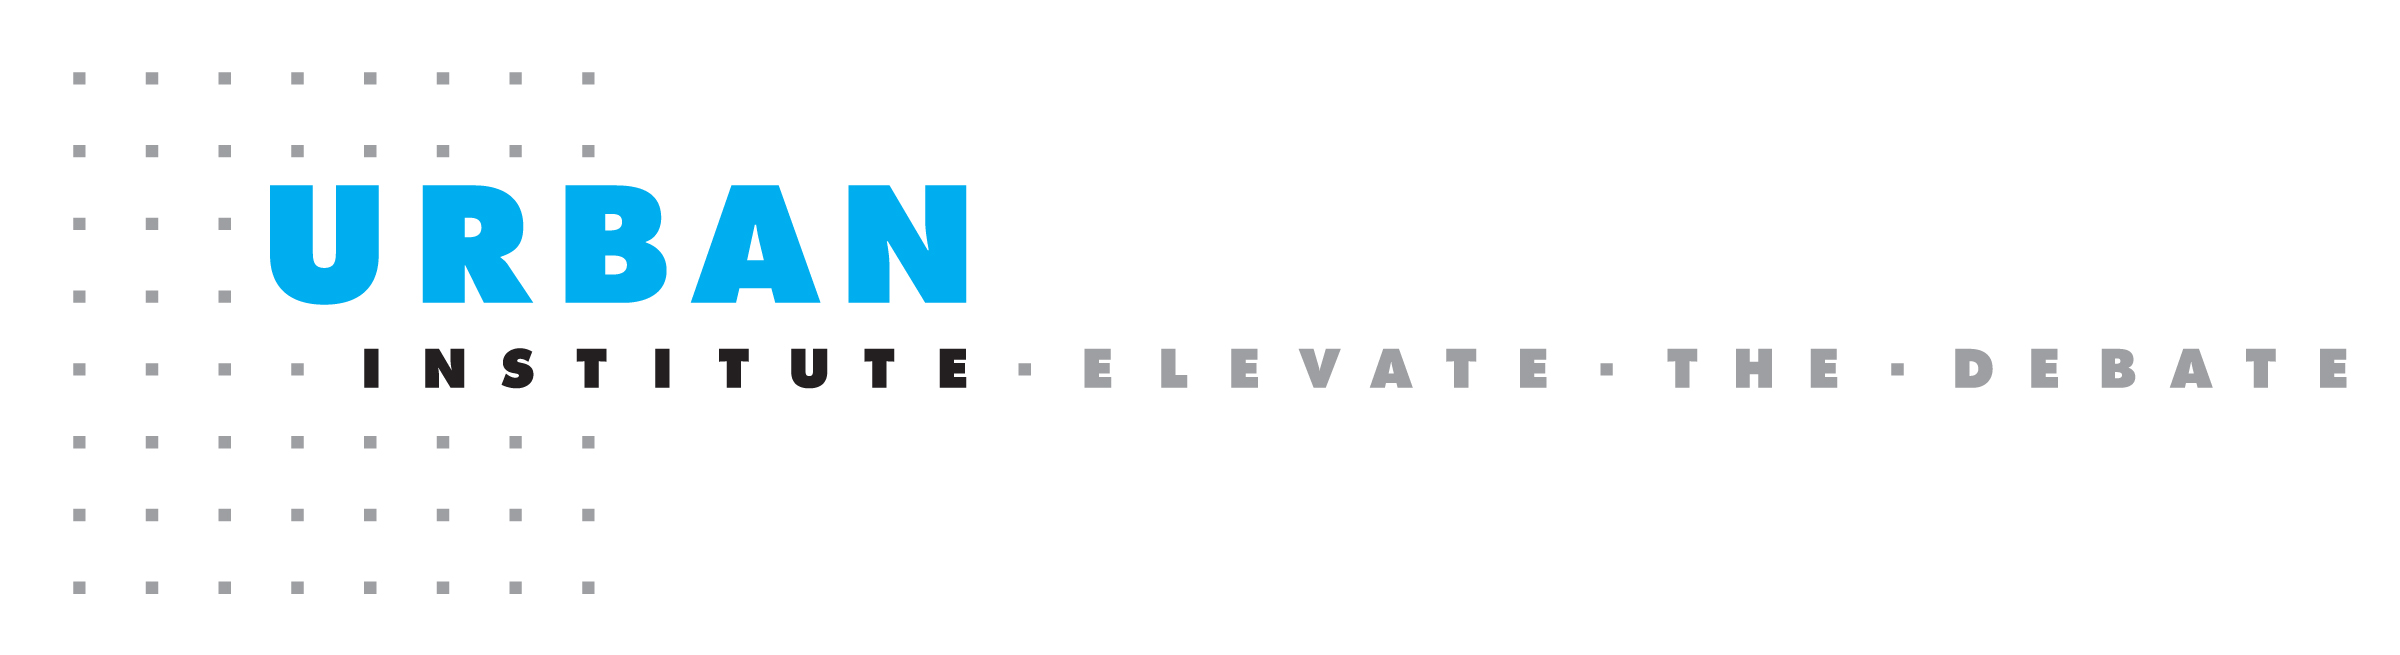 URBAN
INSTITUTE · ELEVATE · THE · DEBATE